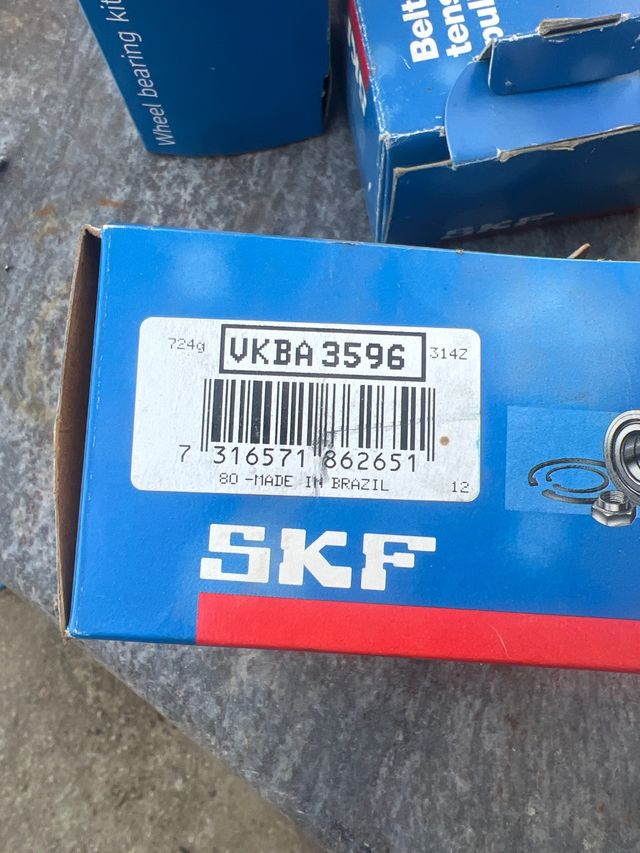 Wheel bearing kit
Belt
tens
pul
SKF
724g
VKBA 3596
314Z
7 316571 862651
80 -MADE IN BRAZIL
12
SKF